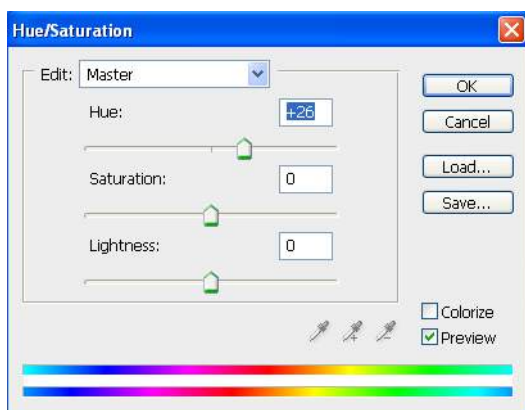 Hue/Saturation
Edit: Master
Hue: +26
Saturation: 0
Lightness: 0
OK
Cancel
Load...
Save...
Colorize
Preview